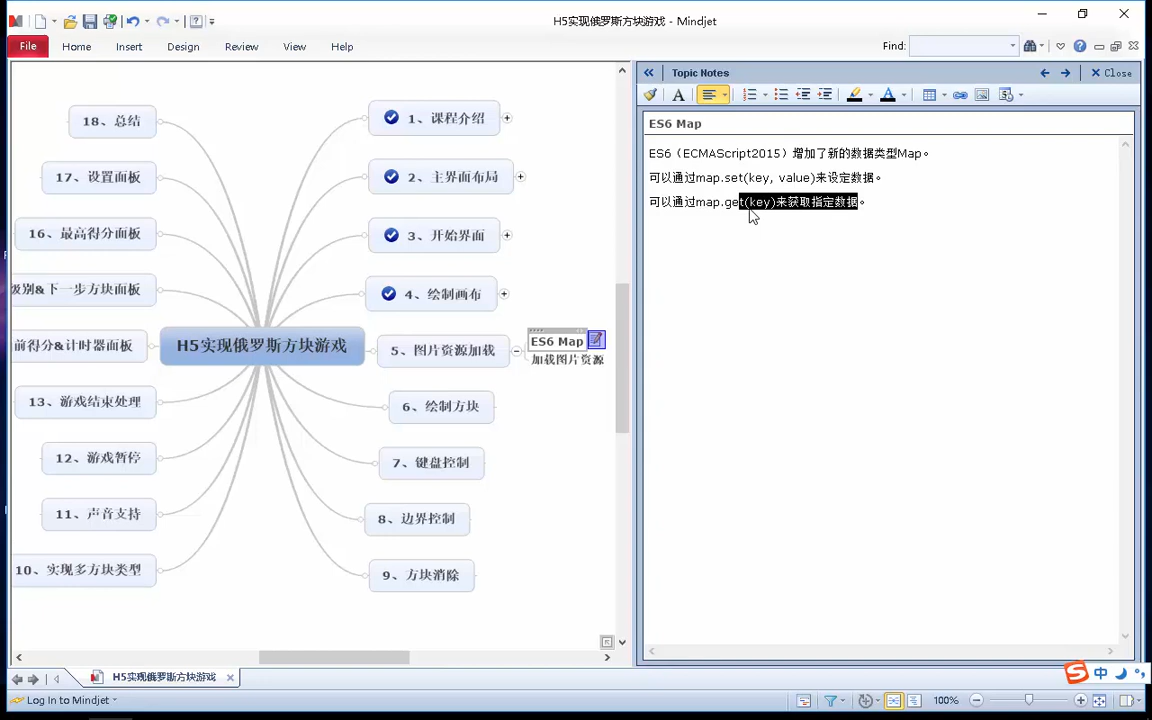 H5实现俄罗斯方块游戏 - Mindjet
File
Home
Insert
Design
Review
View
Help
Find:
18、总结
17、设置面板
16、最高得分面板
级别&下一步方块面板
前得分&计时器面板
13、游戏结束处理
12、游戏暂停
11、声音支持
10、实现多方块类型
H5实现俄罗斯方块游戏
1、课程介绍
2、主界面布局
3、开始界面
4、绘制画布
5、图片资源加载
ES6 Map
加载图片资源
6、绘制方块
7、键盘控制
8、边界控制
9、方块消除
Topic Notes
Close
ES6 Map
ES6（ECMAScript2015）增加了新的数据类型Map。
可以通过map.set(key, value)来设定数据。
可以通过map.get(key)来获取指定数据。
H5实现俄罗斯方块游戏
中
Log In to Mindjet
100%